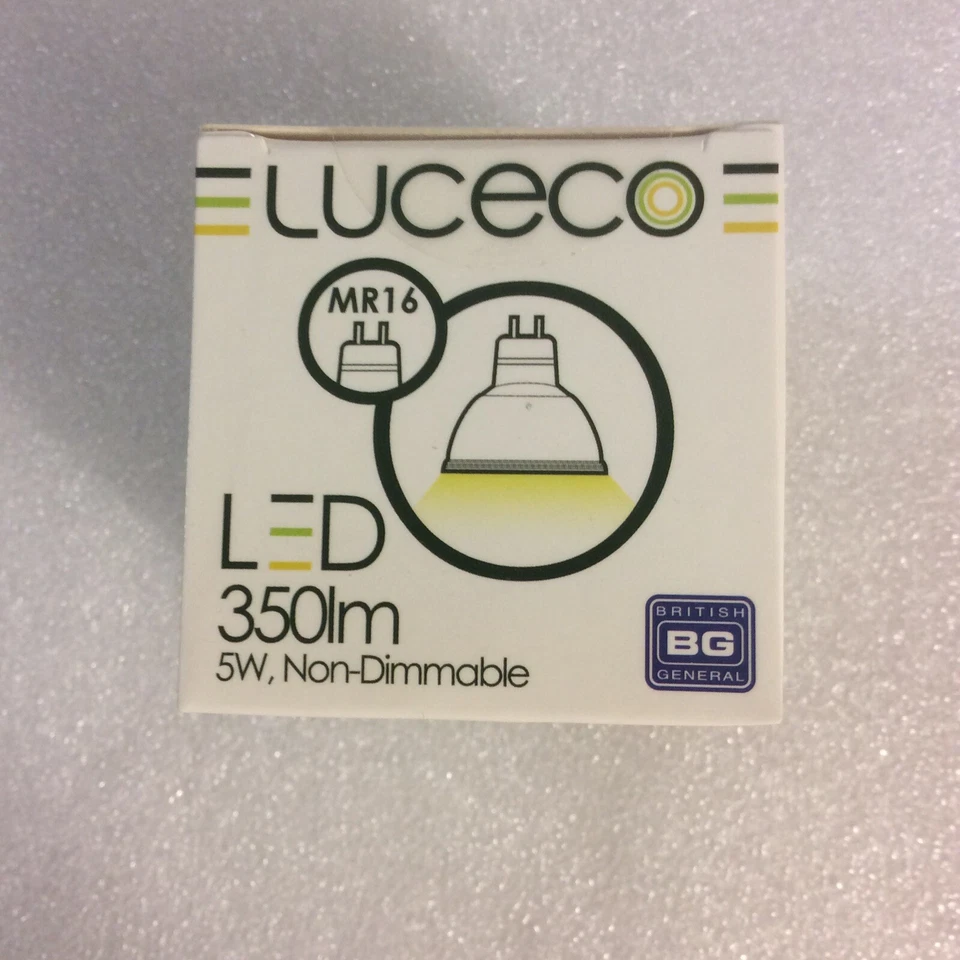 LUCECO
MR16
LED
350lm
5W, Non-Dimmable
BRITISH
BG
GENERAL